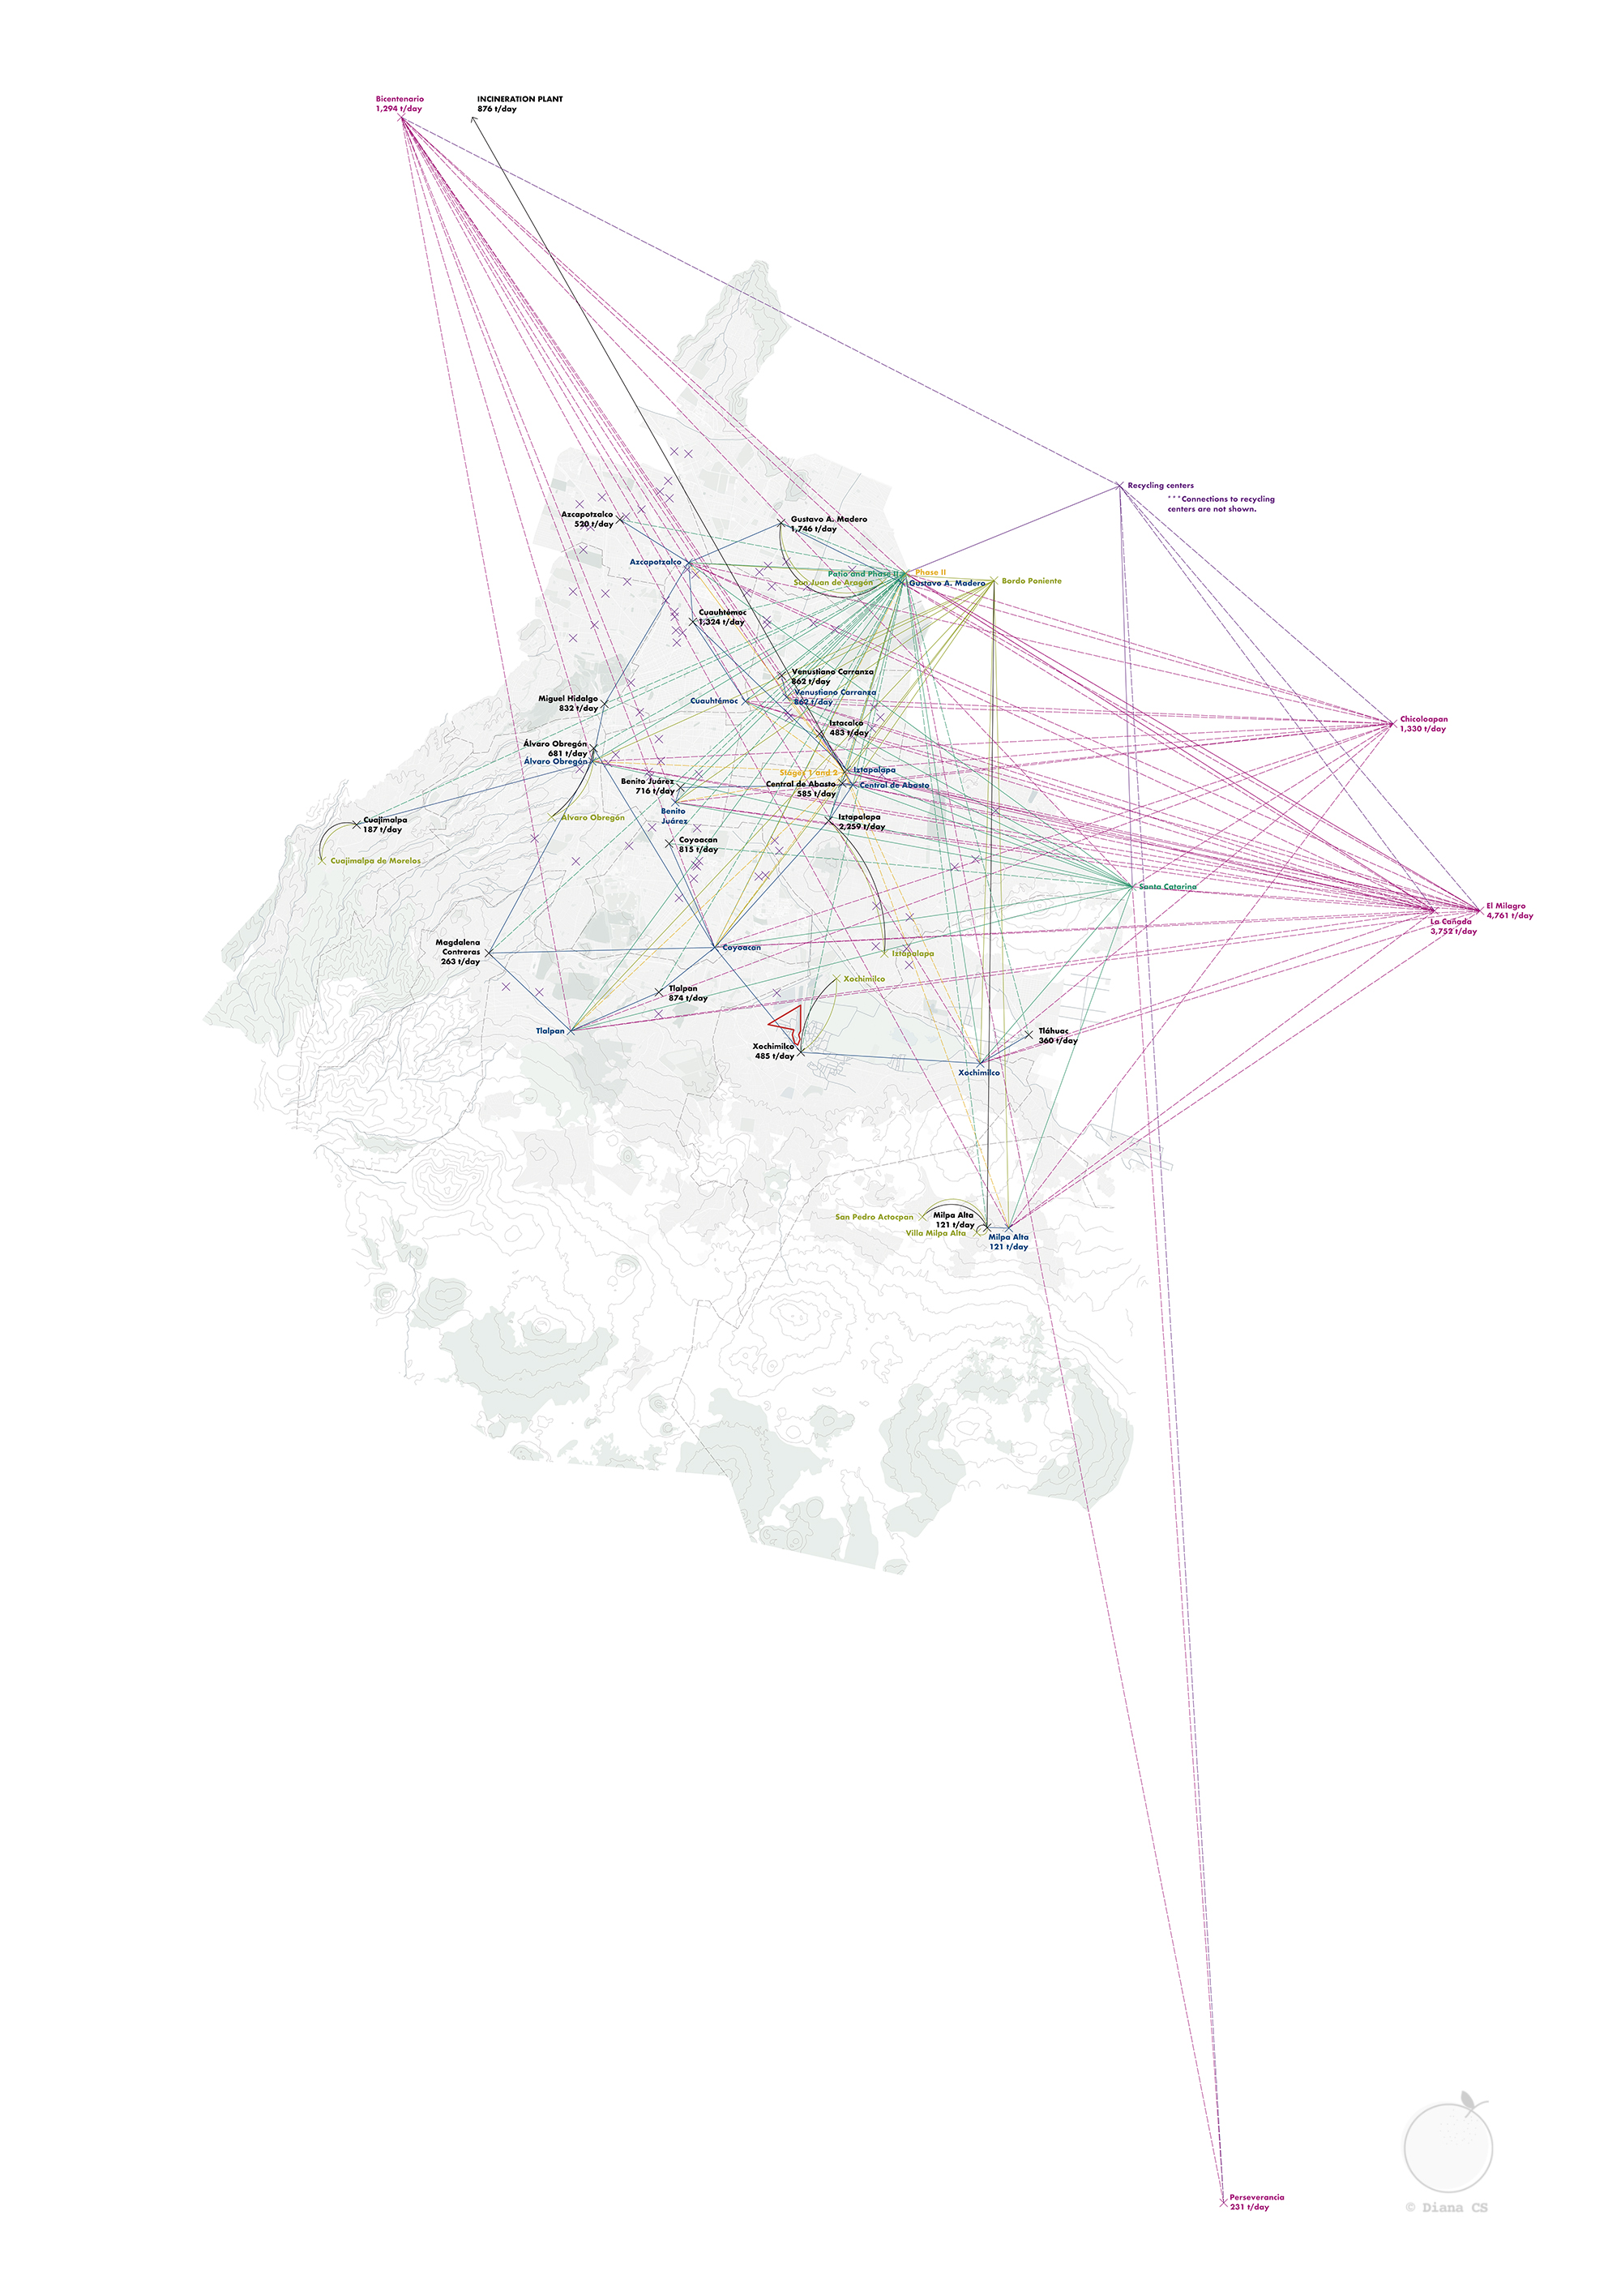 Bicentenario
1,294 t/day
INCINERATION PLANT
876 t/day
Recycling centers
***Connections to recycling
centers are not shown.
Azcapotzalco
520 t/day
Gustavo A. Madero
1,746 t/day
Azcapotzalco
Patio and Phase II
Phase II
San Juan de Aragón
Gustavo A. Madero
Bordo Poniente
Cuauhtémoc
1,324 t/day
Venustiano Carranza
862 t/day
Venustiano Carranza
862 t/day
Miguel Hidalgo
832 t/day
Cuauhtémoc
Iztacalco
483 t/day
Chicoloapan
1,330 t/day
Álvaro Obregón
681 t/day
Álvaro Obregón
Stages 1 and 2
Iztapalapa
Benito Juárez
716 t/day
Central de Abasto
585 t/day
Central de Abasto
Benito
Juárez
Álvaro Obregón
Iztapalapa
2,259 t/day
Cuajimalpa
187 t/day
Coyoacan
815 t/day
Cuajimalpa de Morelos
Santa Catarina
El Milagro
4,761 t/day
La Cañada
3,752 t/day
Magdalena
Contreras
263 t/day
Coyoacan
Iztapalapa
Xochimilco
Tlalpan
874 t/day
Tlalpan
Tláhuac
360 t/day
Xochimilco
485 t/day
Xochimilco
San Pedro Actocpan
Milpa Alta
121 t/day
Villa Milpa Alta
Milpa Alta
121 t/day
Perseverancia
231 t/day
© Diana CS